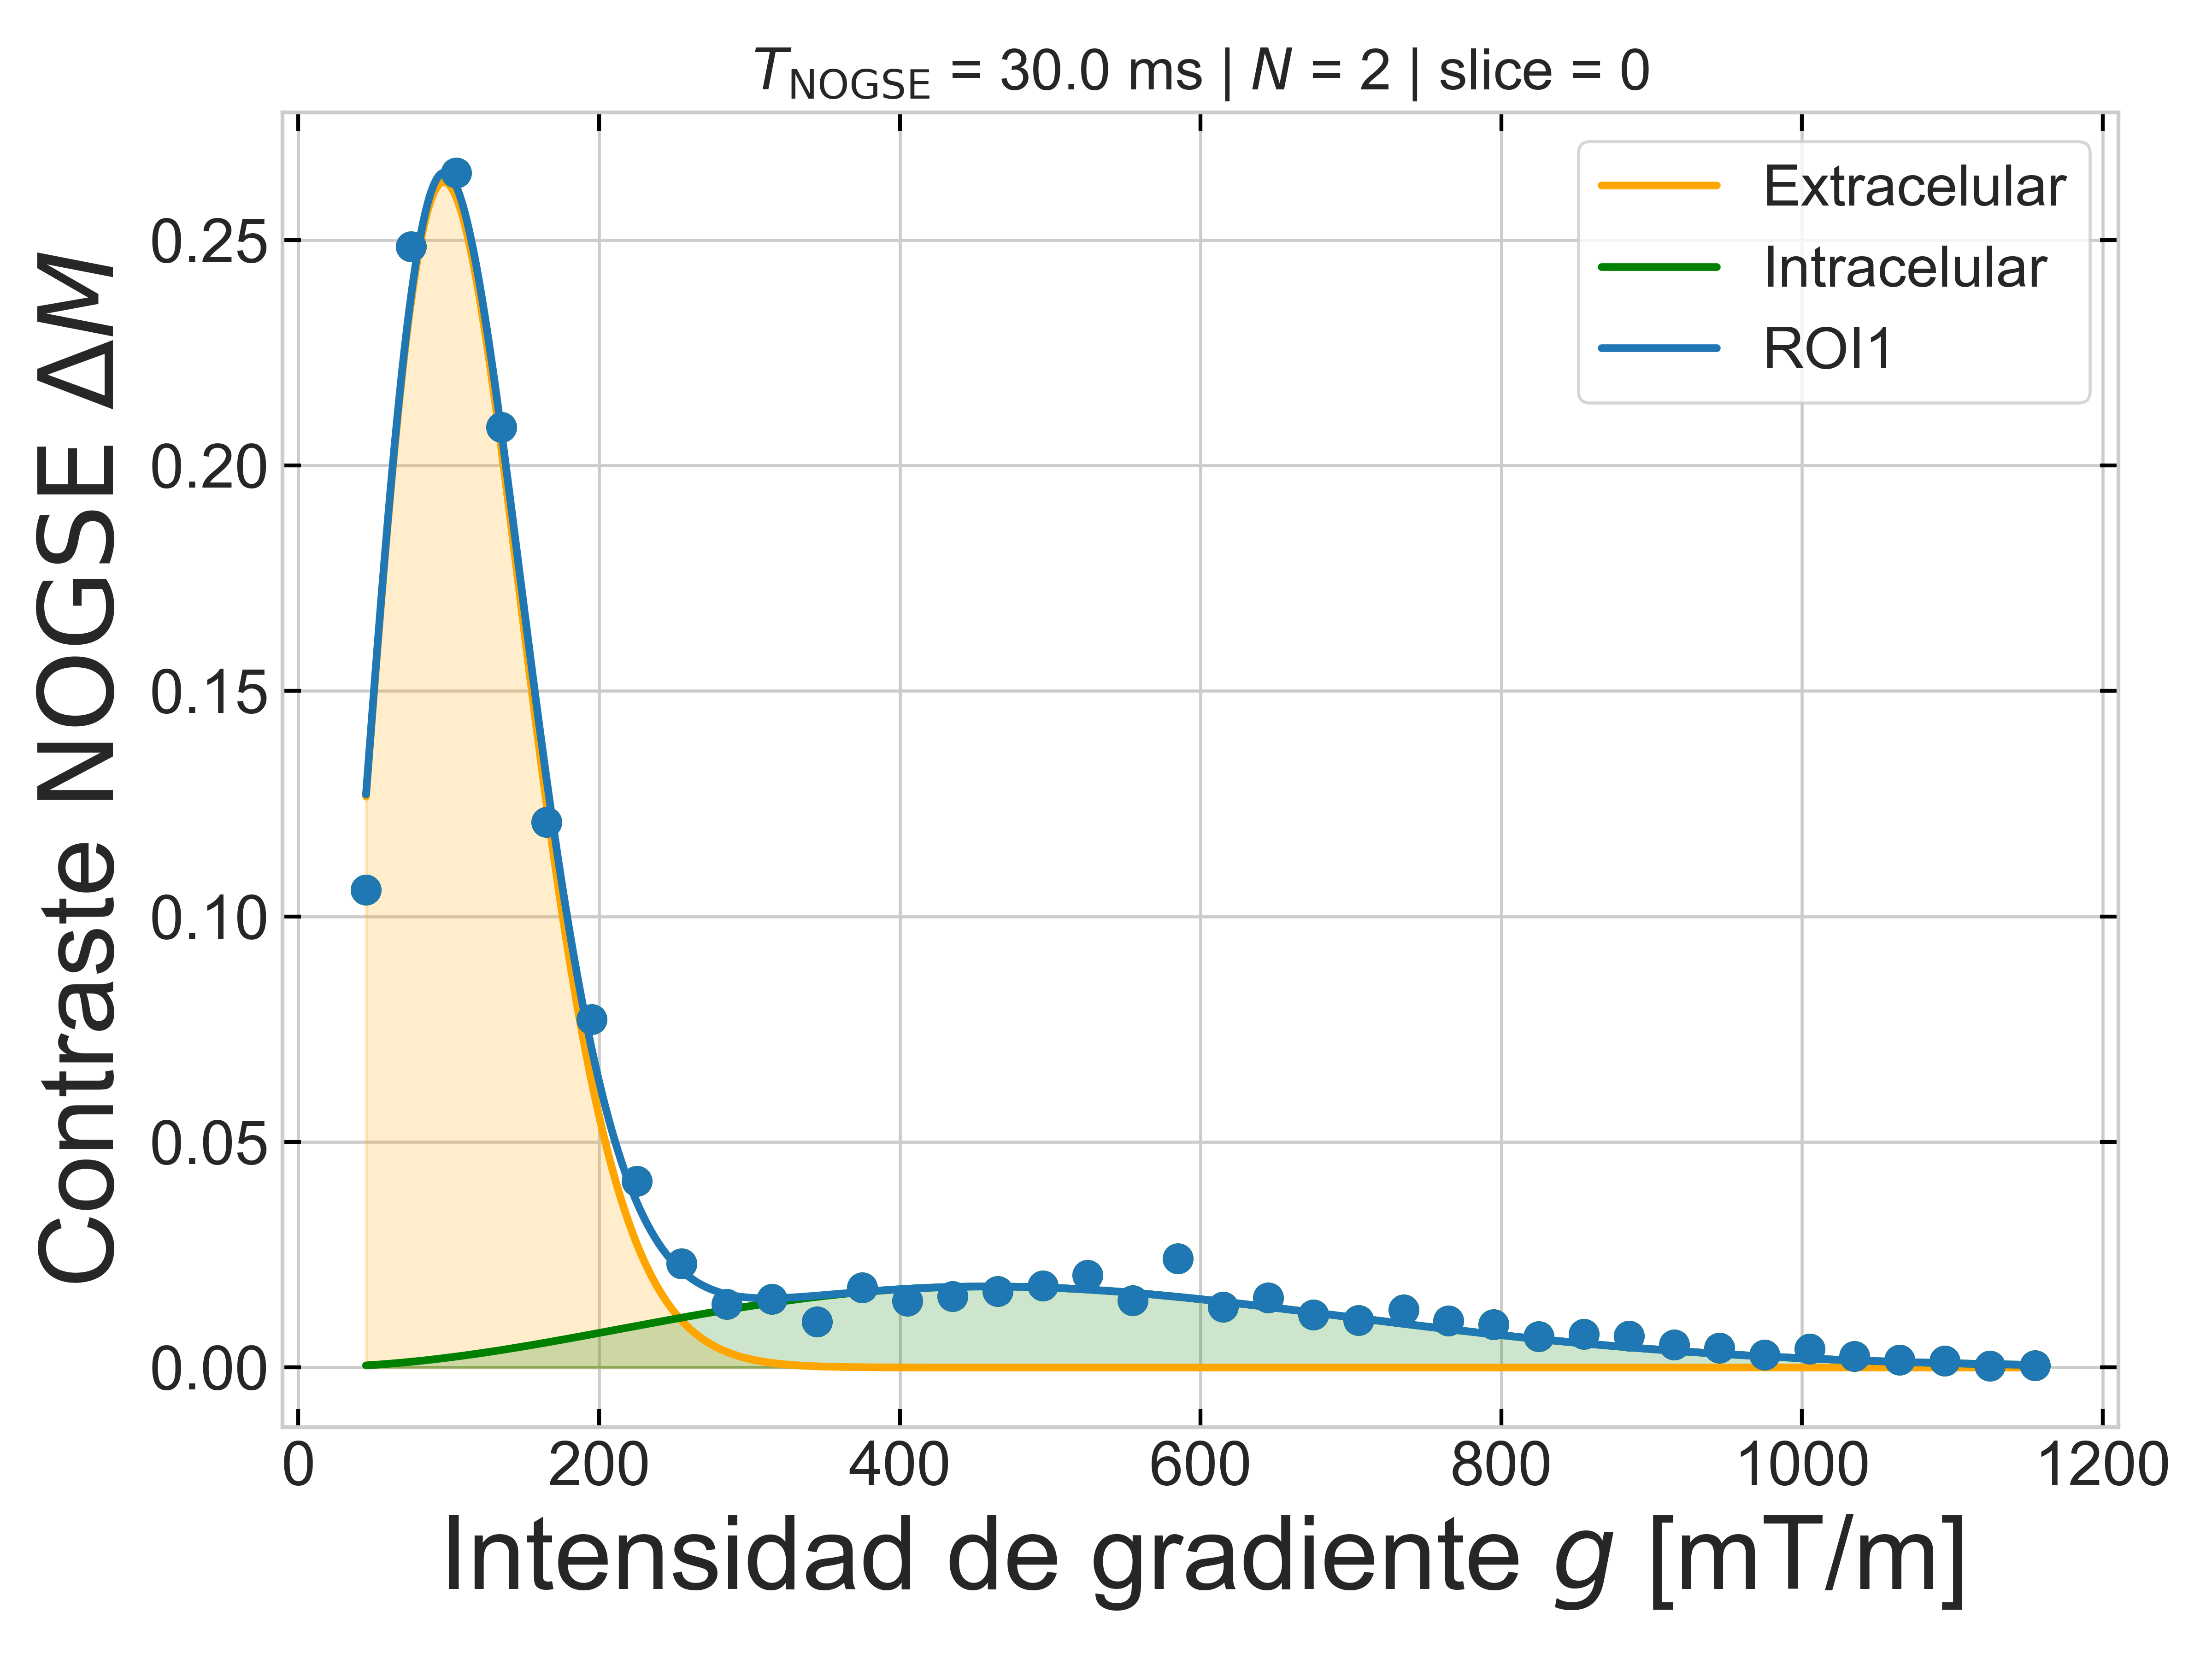 T_NOGSE = 30.0 ms | N = 2 | slice = 0
Extracelular
Intracelular
ROI1
Contraste NOGSE ΔM
0.25
0.20
0.15
0.10
0.05
0.00
0 200 400 600 800 1000 1200
Intensidad de gradiente g [mT/m]